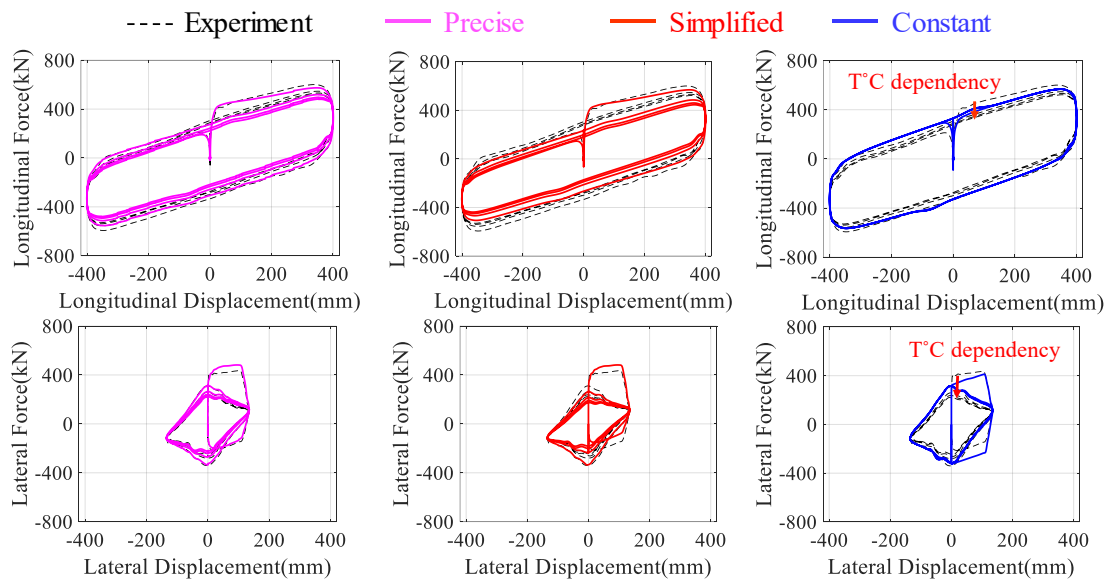 Experiment Precise Simplified Constant
800 800 800
T°C dependency
400 400 400
0 0 0
-400 -400 -400
-800 -800 -800
Longitudinal Force(kN) Longitudinal Force(kN) Longitudinal Force(kN)
-400 -200 0 200 400 -400 -200 0 200 400 -400 -200 0 200 400
Longitudinal Displacement(mm) Longitudinal Displacement(mm) Longitudinal Displacement(mm)
800 800 800
T°C dependency
400 400 400
0 0 0
-400 -400 -400
-800 -800 -800
Lateral Force(kN) Lateral Force(kN) Lateral Force(kN)
-400 -200 0 200 400 -400 -200 0 200 400 -400 -200 0 200 400
Lateral Displacement(mm) Lateral Displacement(mm) Lateral Displacement(mm)